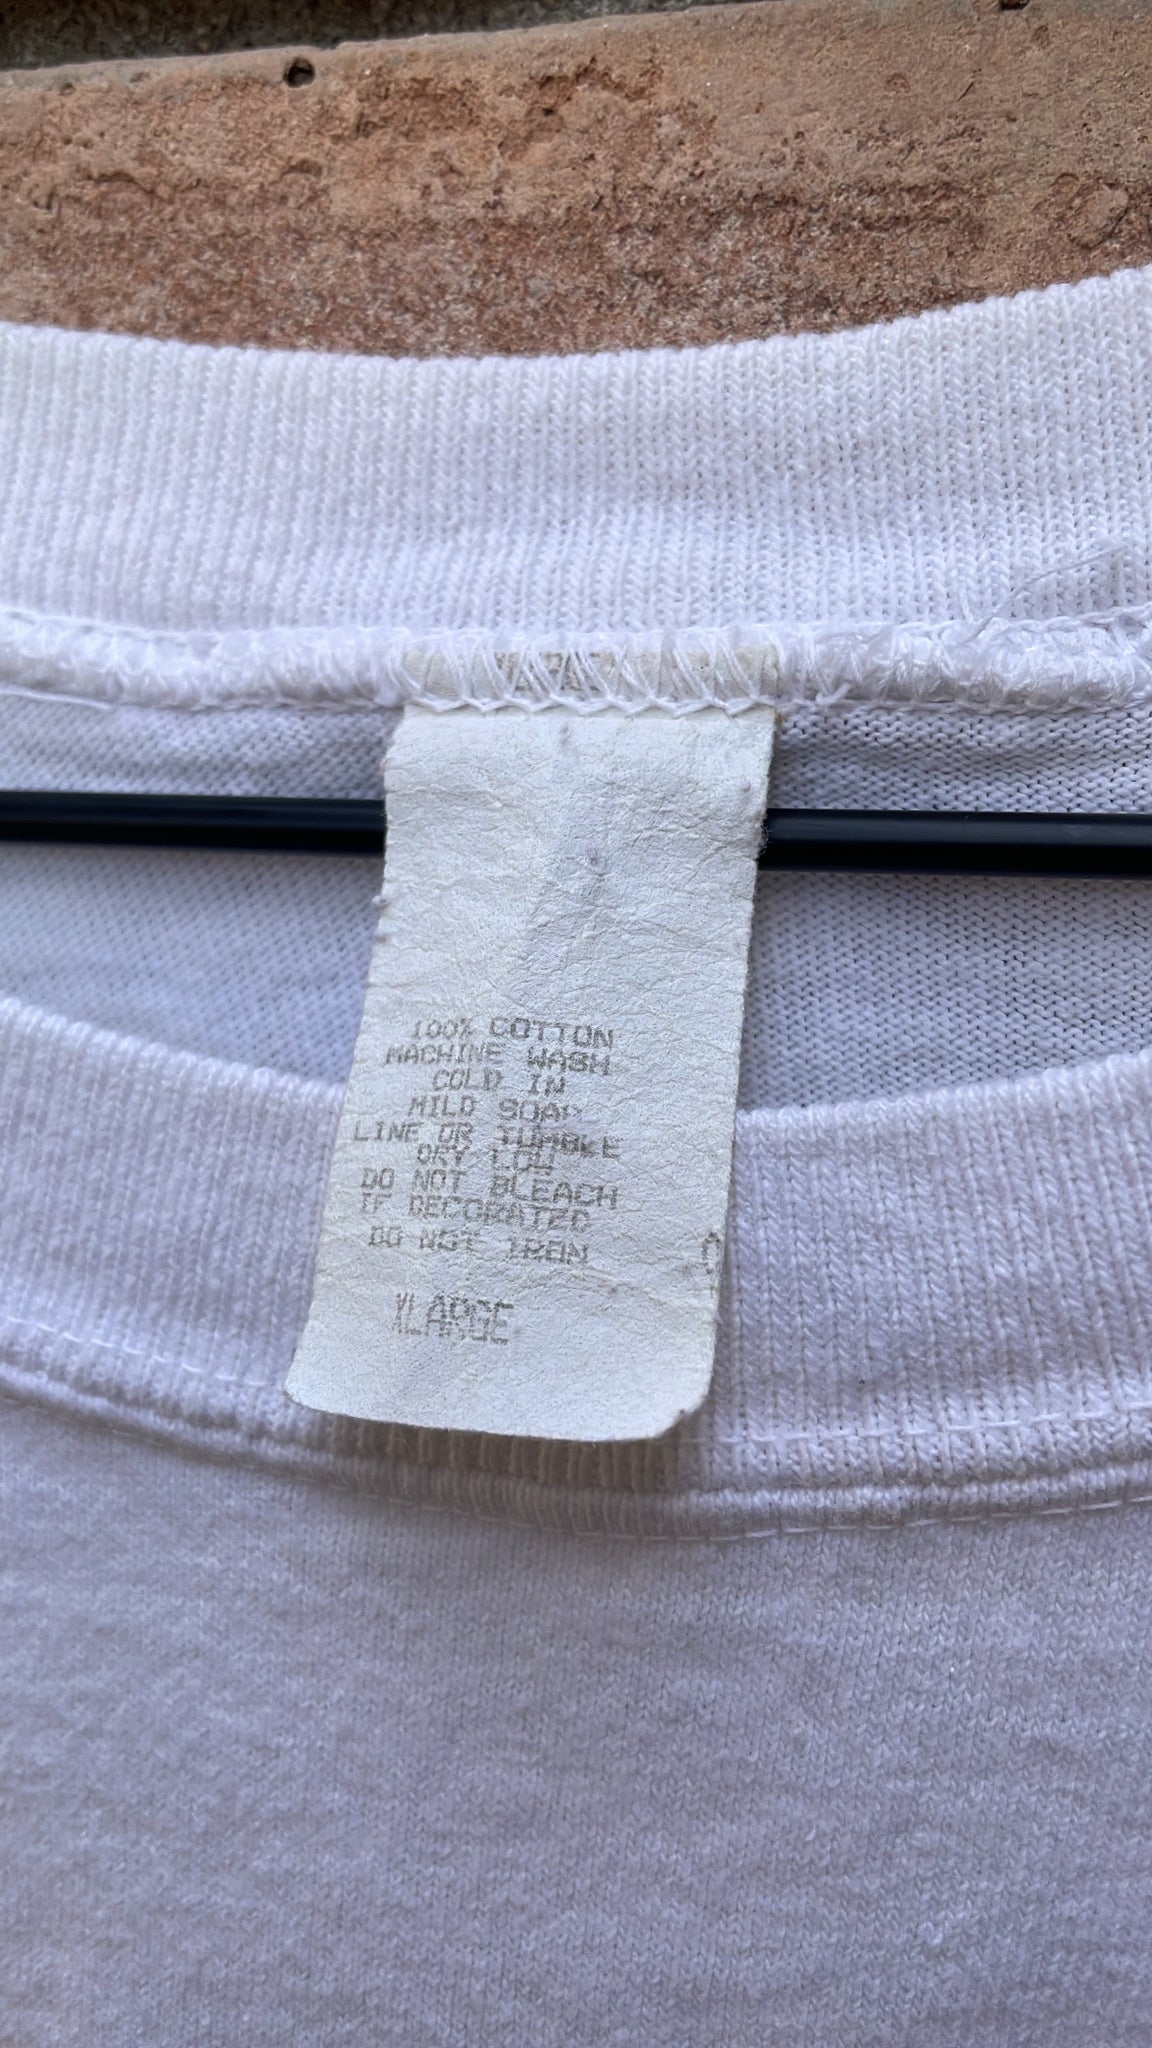 100% COTTON
MACHINE WASH
COLD IN
MILD SOAP
LINE OR TUMBLE
DRY LOW
DO NOT BLEACH
IF DECORATED
DO NOT IRON
XLARGE